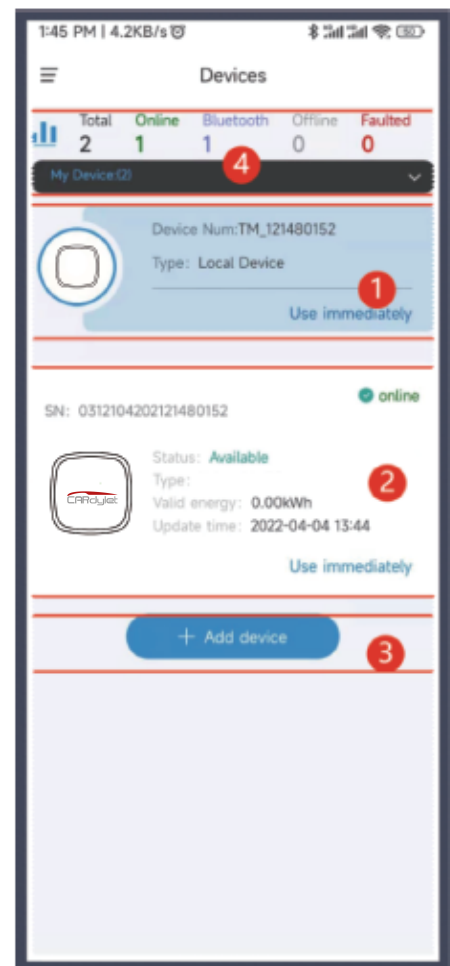 1:45 PM | 4.2KB/s
Devices
Total Online Bluetooth Offline Faulted
2 1 1 0 0
4
My Device:(2)
Device Num:TM_121480152
Type: Local Device
1
Use immediately
online
SN: 0312104202121480152
Status: Available
CARdylet
Type:
2
Valid energy: 0.00kWh
Update time: 2022-04-04 13:44
Use immediately
+ Add device
3